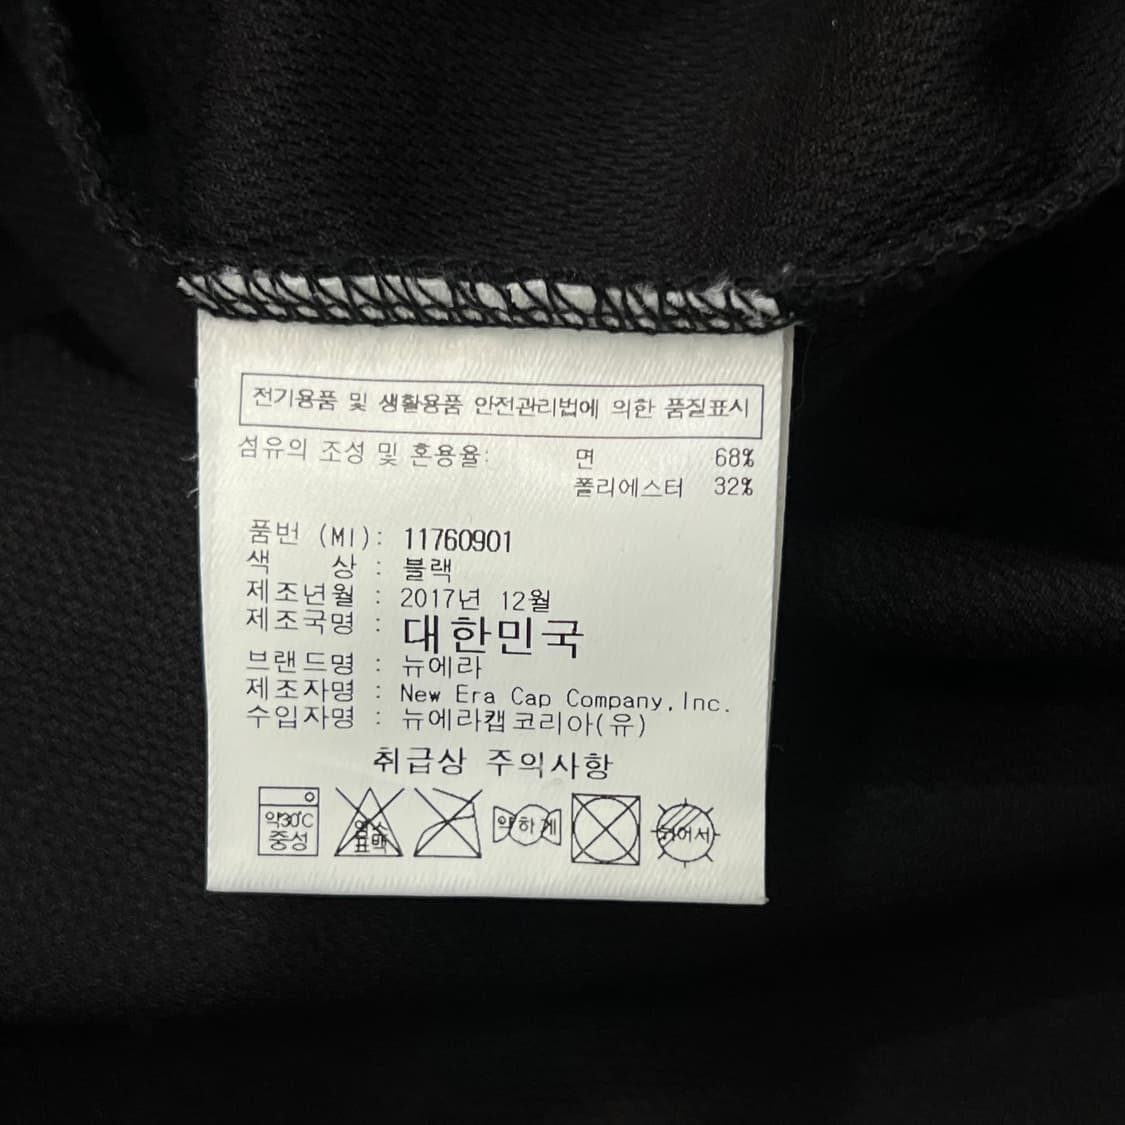 전기용품 및 생활용품 안전관리법에 의한 품질표시
섬유의 조성 및 혼용율: 면 68%
폴리에스터 32%
품번 (MI): 11760901
색 상 : 블랙
제조년월 : 2017년 12월
제조국명 : 대한민국
브랜드명 : 뉴에라
제조자명 : New Era Cap Company,Inc.
수입자명 : 뉴에라캡코리아(유)
취급상 주의사항
약30℃ 염소 약하게 뉘어서
중성 표백